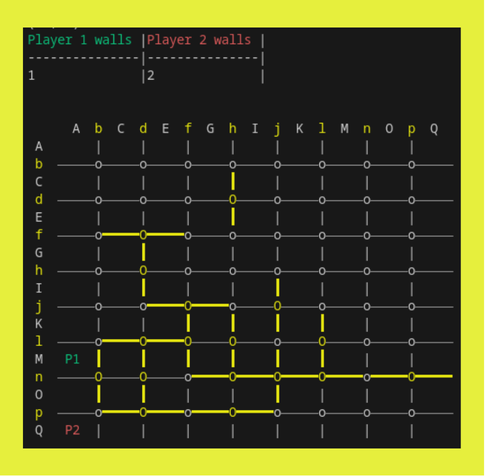 Player 1 walls |Player 2 walls |
---------------|---------------|
1 |2 |
A b C d E f G h I j K l M n O p Q
A
b
C
d
E
f
G
h
I
j
K
l
M P1
n
O
p
Q P2